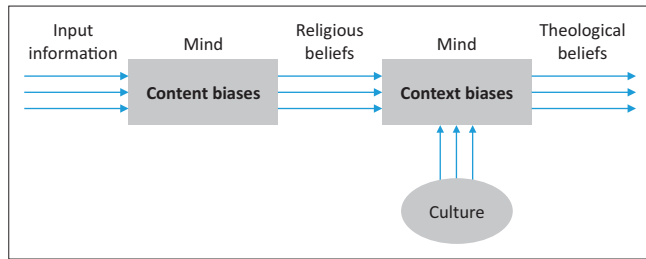 Input
information
Mind
Content biases
Religious
beliefs
Mind
Context biases
Theological
beliefs
Culture